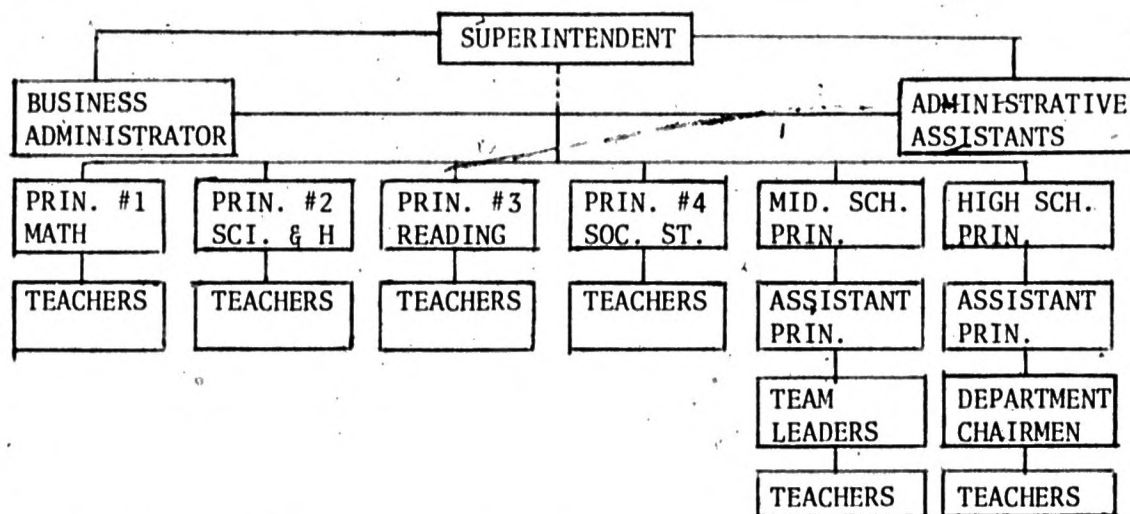 SUPERINTENDENT
BUSINESS
ADMINISTRATOR
ADMINISTRATIVE
ASSISTANTS
PRIN. #1
MATH
PRIN. #2
SCI. & H
PRIN. #3
READING
PRIN. #4
SOC. ST.
MID. SCH.
PRIN.
HIGH SCH.
PRIN.
TEACHERS
TEACHERS
TEACHERS
TEACHERS
ASSISTANT
PRIN.
ASSISTANT
PRIN.
TEAM
LEADERS
DEPARTMENT
CHAIRMEN
TEACHERS
TEACHERS